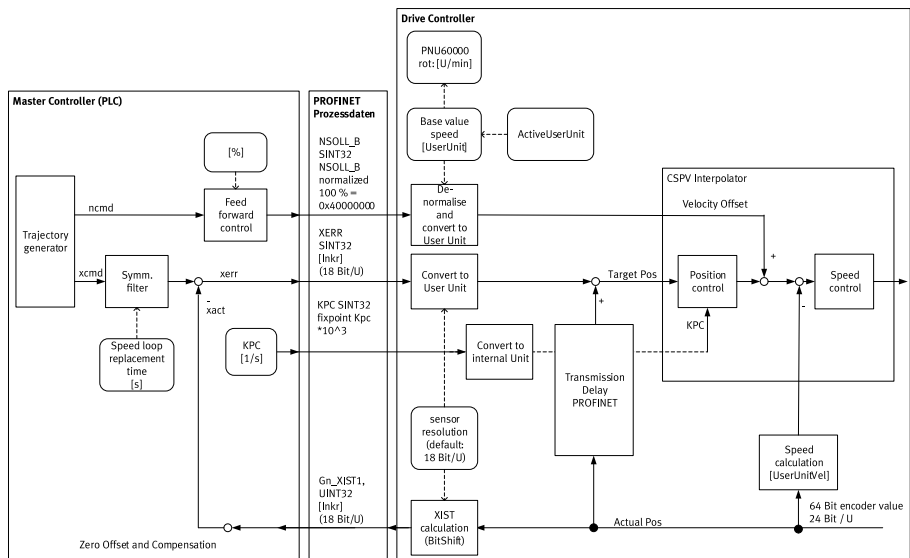 Drive Controller
PNU60000
rot: [U/min]
Master Controller (PLC)
PROFINET
Prozessdaten
Base value
speed
[UserUnit]
ActiveUserUnit
[%]
NSOLL_B
SINT32
NSOLL_B
normalized
100 % =
0x40000000
CSPV Interpolator
Trajectory
generator
ncmd
Feed
forward
control
De-
normalise
and
convert to
User Unit
Velocity Offset
+
XERR
SINT32
[Inkr]
(18 Bit/U)
xcmd
Symm.
filter
xerr
Convert to
User Unit
Target Pos
Position
control
Speed
control
-
xact
+
-
KPC SINT32
fixpoint Kpc
*10^3
KPC
Speed loop
replacement
time
[s]
KPC
[1/s]
Convert to
internal Unit
Transmission
Delay
PROFINET
sensor
resolution
(default:
18 Bit/U)
Speed
calculation
[UserUnitVel]
Gn_XIST1,
UINT32
[Inkr]
(18 Bit/U)
XIST
calculation
(BitShift)
Actual Pos
64 Bit encoder value
24 Bit / U
Zero Offset and Compensation